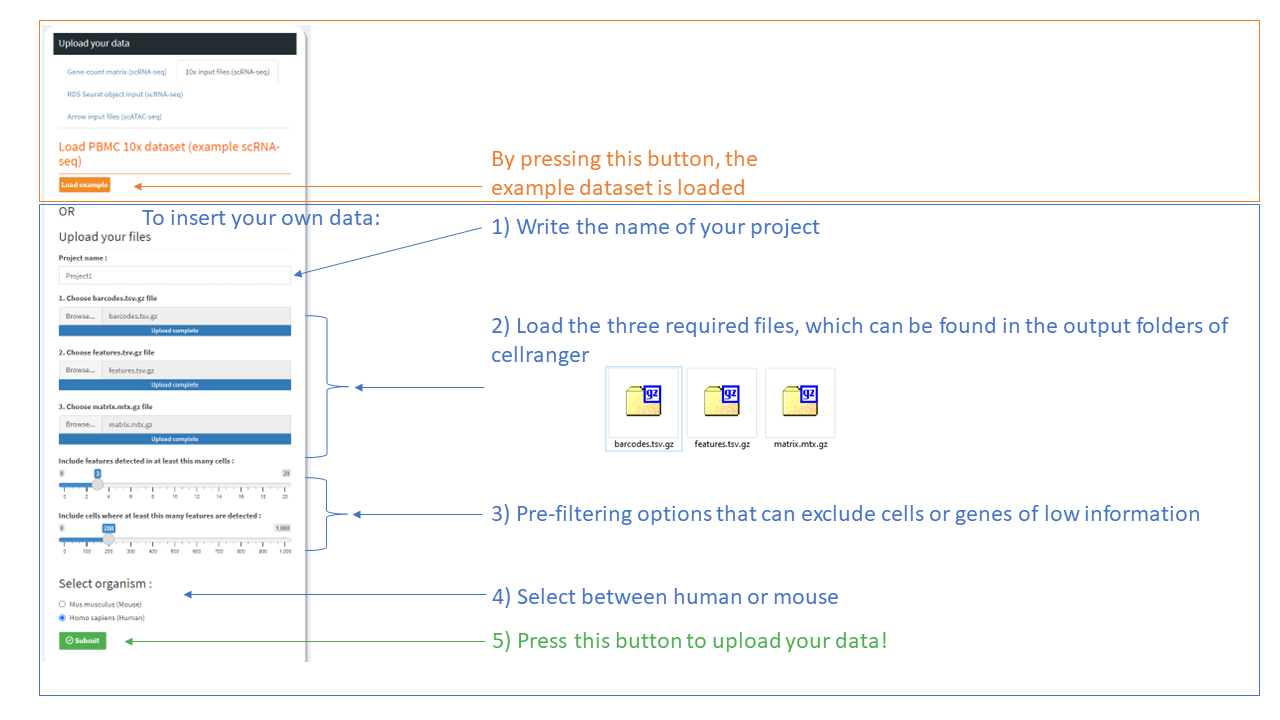 Upload your data
Gene-count matrix (scRNA-seq)
10x input files (scRNA-seq)
RDS Seurat object input (scRNA-seq)
Arrow input files (scATAC-seq)
Load PBMC 10x dataset (example scRNA-
seq)
Load example
By pressing this button, the
example dataset is loaded
OR
To insert your own data:
Upload your files
1) Write the name of your project
Project name :
Project1
1. Choose barcodes.tsv.gz file
Browse... barcodes.tsv.gz
Upload complete
2. Choose features.tsv.gz file
Browse... features.tsv.gz
Upload complete
3. Choose matrix.mtx.gz file
Browse... matrix.mtx.gz
Upload complete
2) Load the three required files, which can be found in the output folders of
cellranger
gz gz gz
barcodes.tsv.gz features.tsv.gz matrix.mtx.gz
Include features detected in at least this many cells :
0 3 20
0 2 4 6 8 10 12 14 16 18 20
Include cells where at least this many features are detected :
0 200 1,000
0 100 200 300 400 500 600 700 800 900 1,000
3) Pre-filtering options that can exclude cells or genes of low information
Select organism :
Mus musculus (Mouse)
Homo sapiens (Human)
4) Select between human or mouse
Submit
5) Press this button to upload your data!